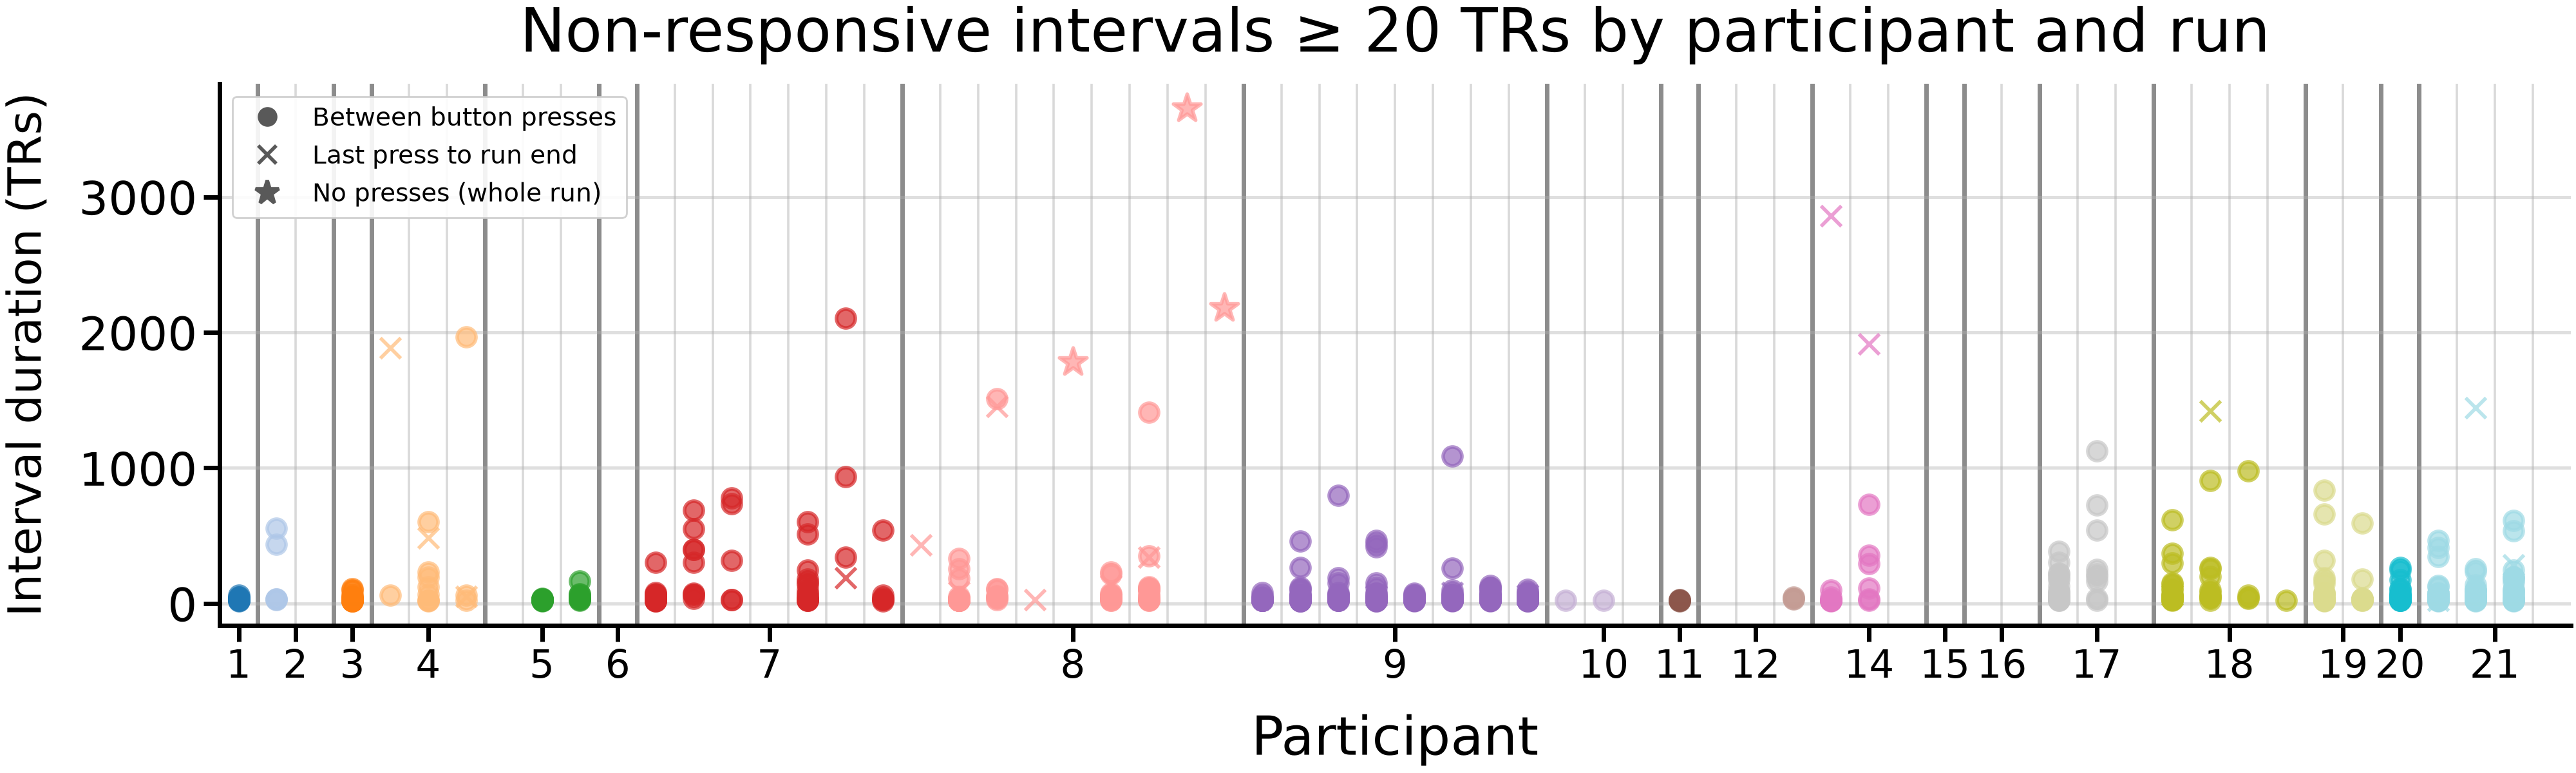 Non-responsive intervals ≥ 20 TRs by participant and run
Interval duration (TRs)
3000
2000
1000
0
Between button presses
Last press to run end
No presses (whole run)
1 2 3 4 5 6 7 8 9 10 11 12 14 15 16 17 18 19 20 21
Participant